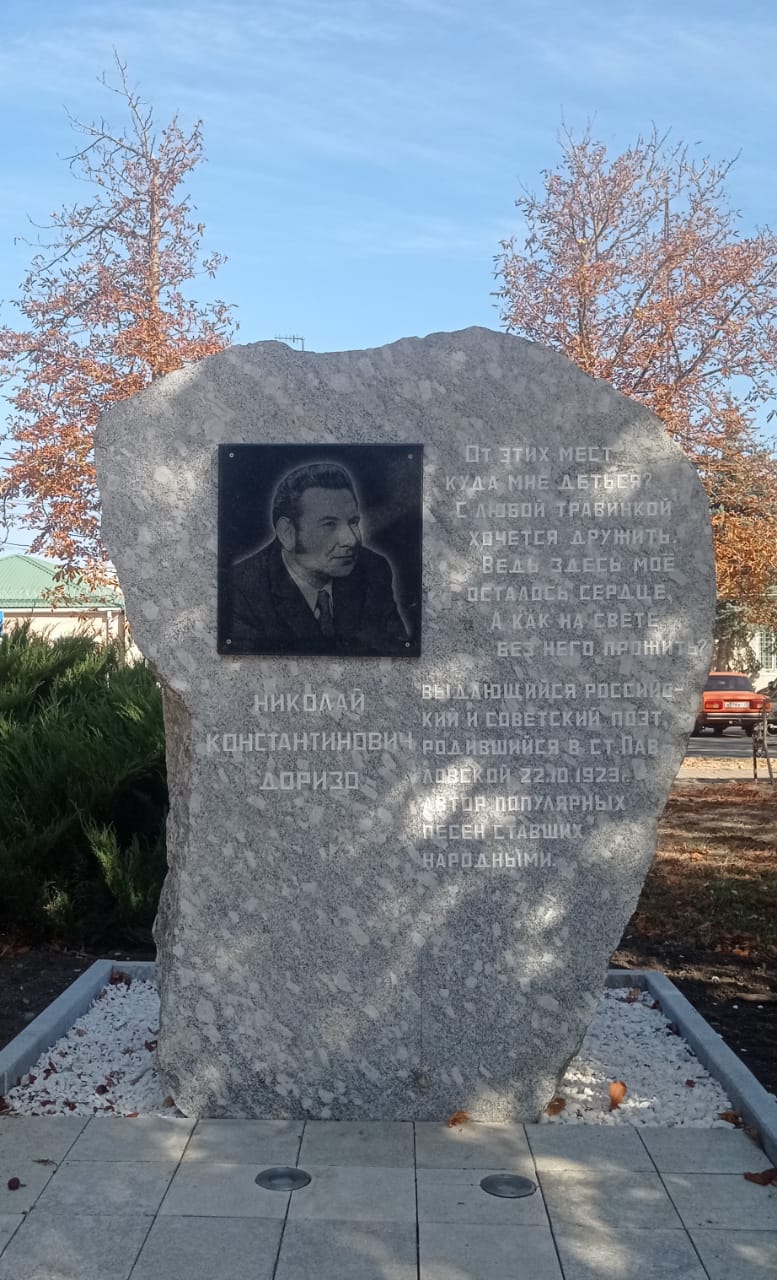 От этих мест
куда мне деться?
С любой травинкой
хочется дружить.
Ведь здесь моё
осталось сердце,
А как на свете
без него прожить?
Николай
Константинович
Доризо
Выдающийся российс-
кий и советский поэт,
родившийся в ст.Пав
ловской 22.10 1923г.
Автор популярных
песен ставших
народными.